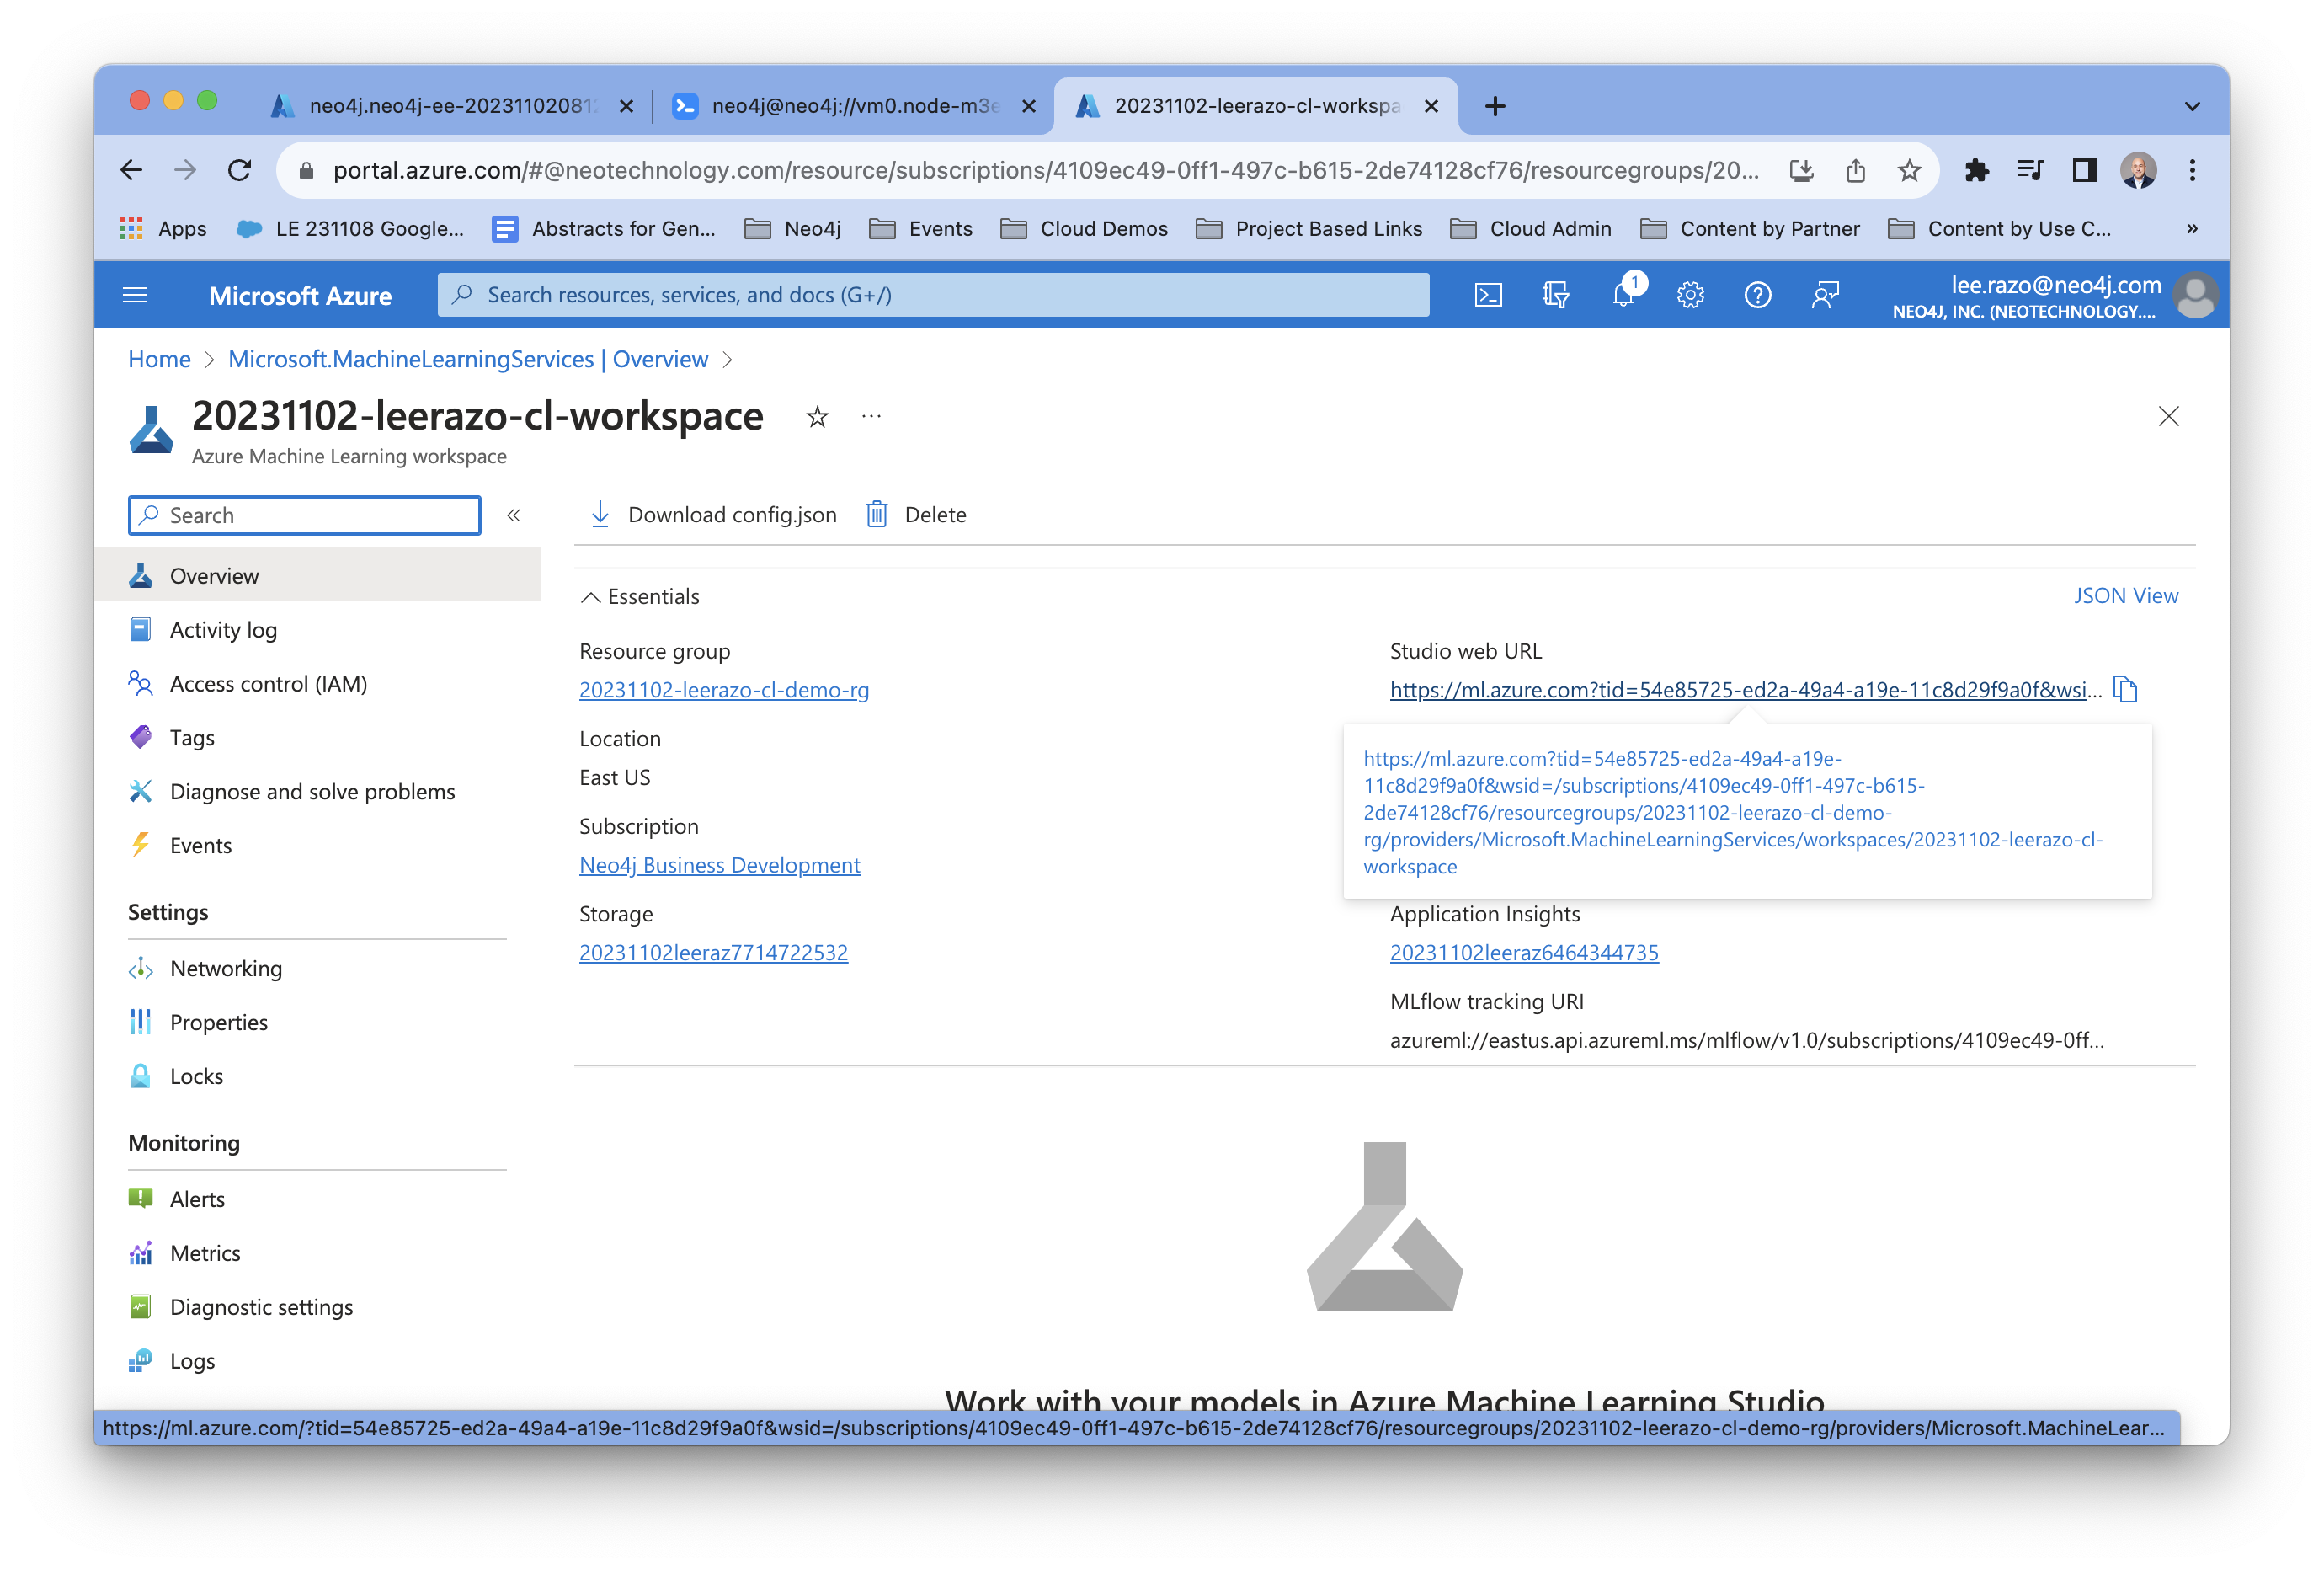 neo4j.neo4j-ee-202311020812
neo4j@neo4j://vm0.node-m3e
20231102-leerazo-cl-workspa
portal.azure.com/#@neotechnology.com/resource/subscriptions/4109ec49-0ff1-497c-b615-2de74128cf76/resourcegroups/20...
Apps
LE 231108 Google...
Abstracts for Gen...
Neo4j
Events
Cloud Demos
Project Based Links
Cloud Admin
Content by Partner
Content by Use C...
»
Microsoft Azure
Search resources, services, and docs (G+/)
1
lee.razo@neo4j.com
NEO4J, INC. (NEOTECHNOLOGY....
Home > Microsoft.MachineLearningServices | Overview >
20231102-leerazo-cl-workspace
Azure Machine Learning workspace
Search
«
Download config.json
Delete
Overview
Activity log
Access control (IAM)
Tags
Diagnose and solve problems
Events
Settings
Networking
Properties
Locks
Monitoring
Alerts
Metrics
Diagnostic settings
Logs
Essentials
JSON View
Resource group
20231102-leerazo-cl-demo-rg
Location
East US
Subscription
Neo4j Business Development
Storage
20231102leeraz7714722532
Studio web URL
https://ml.azure.com?tid=54e85725-ed2a-49a4-a19e-11c8d29f9a0f&wsi...
https://ml.azure.com?tid=54e85725-ed2a-49a4-a19e-
11c8d29f9a0f&wsid=/subscriptions/4109ec49-0ff1-497c-b615-
2de74128cf76/resourcegroups/20231102-leerazo-cl-demo-
rg/providers/Microsoft.MachineLearningServices/workspaces/20231102-leerazo-cl-
workspace
Application Insights
20231102leeraz6464344735
MLflow tracking URI
azureml://eastus.api.azureml.ms/mlflow/v1.0/subscriptions/4109ec49-0ff...
Work with your models in Azure Machine Learning Studio
https://ml.azure.com/?tid=54e85725-ed2a-49a4-a19e-11c8d29f9a0f&wsid=/subscriptions/4109ec49-0ff1-497c-b615-2de74128cf76/resourcegroups/20231102-leerazo-cl-demo-rg/providers/Microsoft.MachineLear...